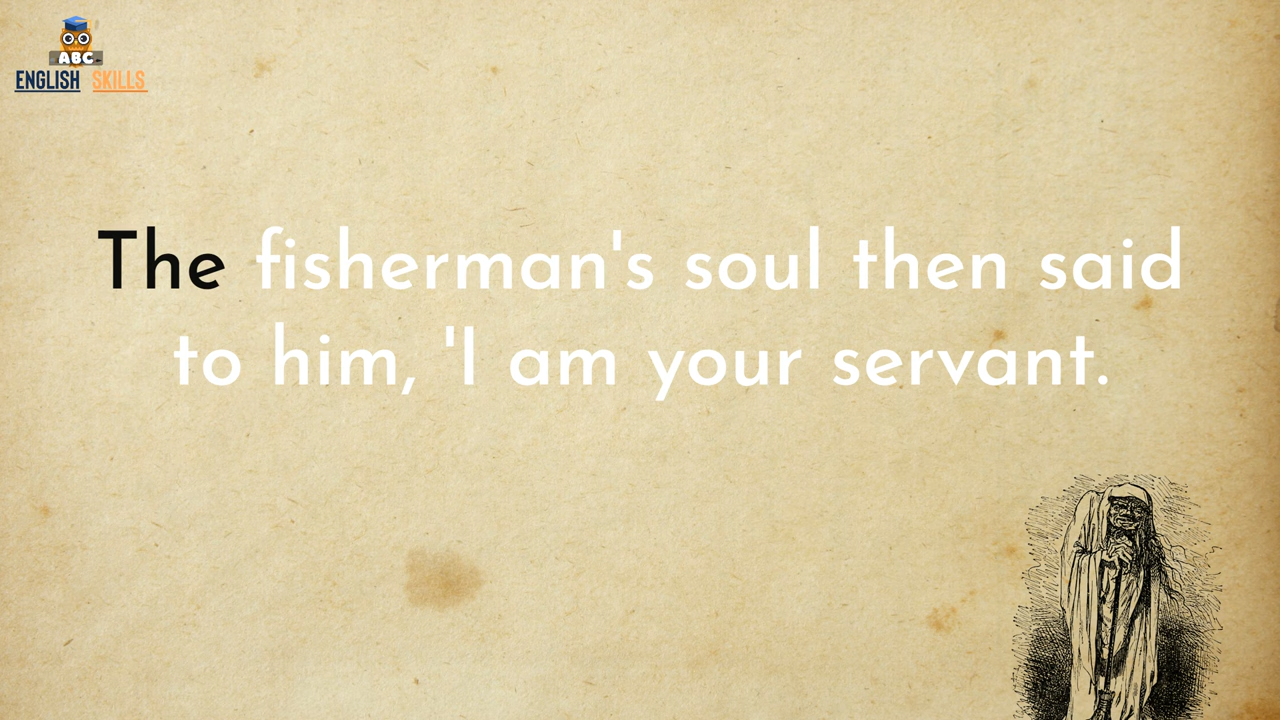 ABC
ENGLISH SKILLS
The fisherman's soul then said
to him, 'I am your servant.